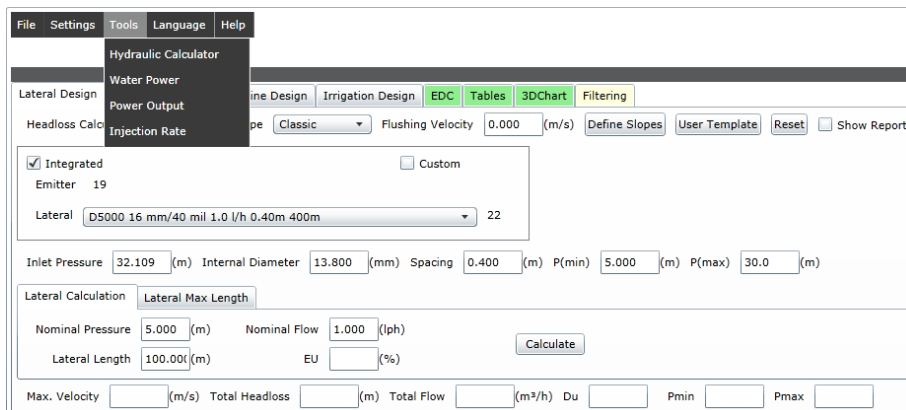 File Settings Tools Language Help
Hydraulic Calculator
Water Power
Lateral Design ine Design Irrigation Design EDC Tables 3DChart Filtering
Power Output
Headloss Calcu pe Classic Flushing Velocity 0.000 (m/s) Define Slopes User Template Reset Show Report
Injection Rate
Integrated Custom
Emitter 19
Lateral D5000 16 mm/40 mil 1.0 l/h 0.40m 400m 22
Inlet Pressure 32.109 (m) Internal Diameter 13.800 (mm) Spacing 0.400 (m) P(min) 5.000 (m) P(max) 30.0 (m)
Lateral Calculation Lateral Max Length
Nominal Pressure 5.000 (m) Nominal Flow 1.000 (lph)
Calculate
Lateral Length 100.000 (m) EU (%)
Max. Velocity (m/s) Total Headloss (m) Total Flow (m³/h) Du Pmin Pmax